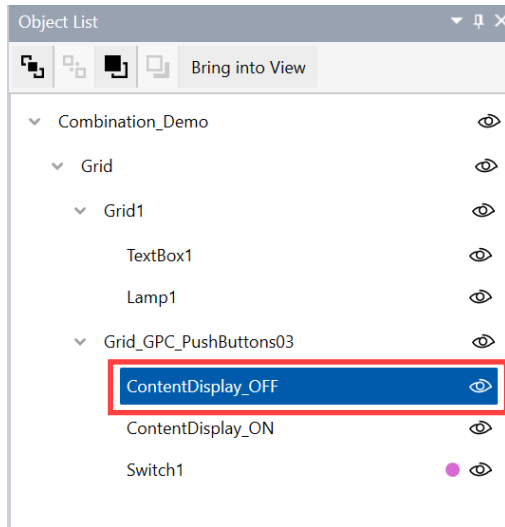 Object List
Bring into View
Combination_Demo
Grid
Grid1
TextBox1
Lamp1
Grid_GPC_PushButtons03
ContentDisplay_OFF
ContentDisplay_ON
Switch1